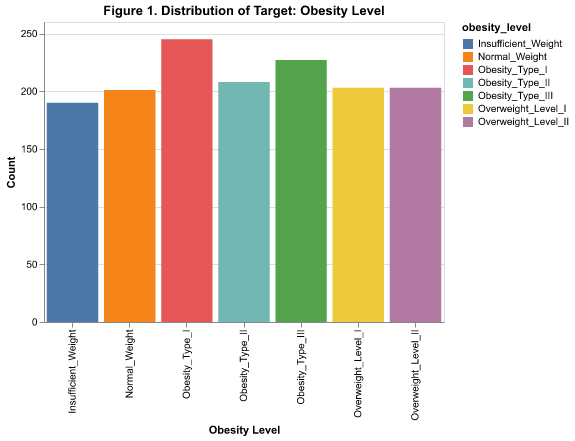 Figure 1. Distribution of Target: Obesity Level
obesity_level
Insufficient_Weight
Normal_Weight
Obesity_Type_I
Obesity_Type_II
Obesity_Type_III
Overweight_Level_I
Overweight_Level_II
Count
250
200
150
100
50
0
Insufficient_Weight
Normal_Weight
Obesity_Type_I
Obesity_Type_II
Obesity_Type_III
Overweight_Level_I
Overweight_Level_II
Obesity Level